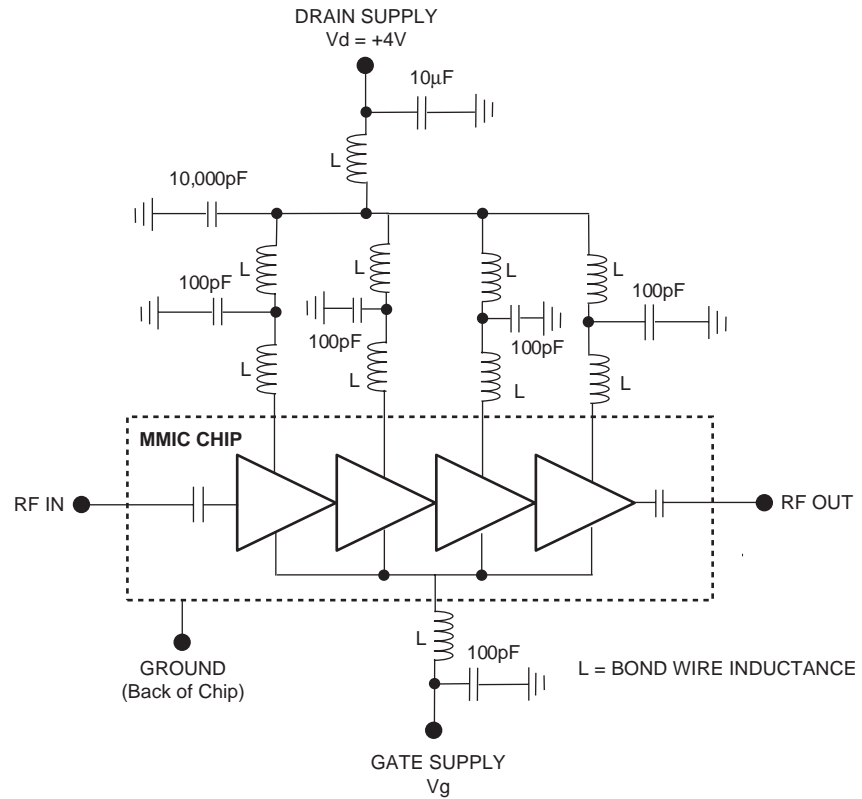 DRAIN SUPPLY
Vd = +4V
10µF
L
10,000pF
L
L
L
L
100pF
100pF
100pF
100pF
L
L
L
L
MMIC CHIP
RF IN
RF OUT
L
100pF
GROUND
(Back of Chip)
L = BOND WIRE INDUCTANCE
GATE SUPPLY
Vg